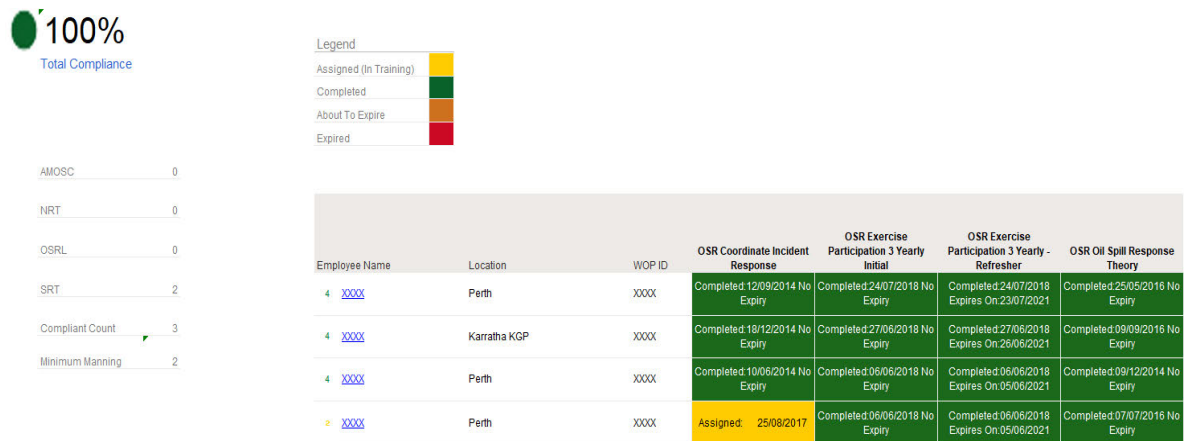 100%
Total Compliance
Legend
Assigned (In Training)
Completed
About To Expire
Expired
AMOSC 0
NRT 0
OSRL 0
SRT 2
Compliant Count 3
Minimum Manning 2
Employee Name Location WOP ID OSR Coordinate Incident Response OSR Exercise Participation 3 Yearly Initial OSR Exercise Participation 3 Yearly - Refresher OSR Oil Spill Response Theory
4 XXXX Perth XXXX Completed:12/09/2014 No Expiry Completed:24/07/2018 No Expiry Completed:24/07/2018 Expires On:23/07/2021 Completed:25/05/2016 No Expiry
4 XXXX Karratha KGP XXXX Completed:18/12/2014 No Expiry Completed:27/06/2018 No Expiry Completed:27/06/2018 Expires On:26/06/2021 Completed:09/09/2016 No Expiry
4 XXXX Perth XXXX Completed:10/06/2014 No Expiry Completed:06/06/2018 No Expiry Completed:06/06/2018 Expires On:05/06/2021 Completed:09/12/2014 No Expiry
2 XXXX Perth XXXX Assigned: 25/08/2017 Completed:06/06/2018 No Expiry Completed:06/06/2018 Expires On:05/06/2021 Completed:07/07/2016 No Expiry